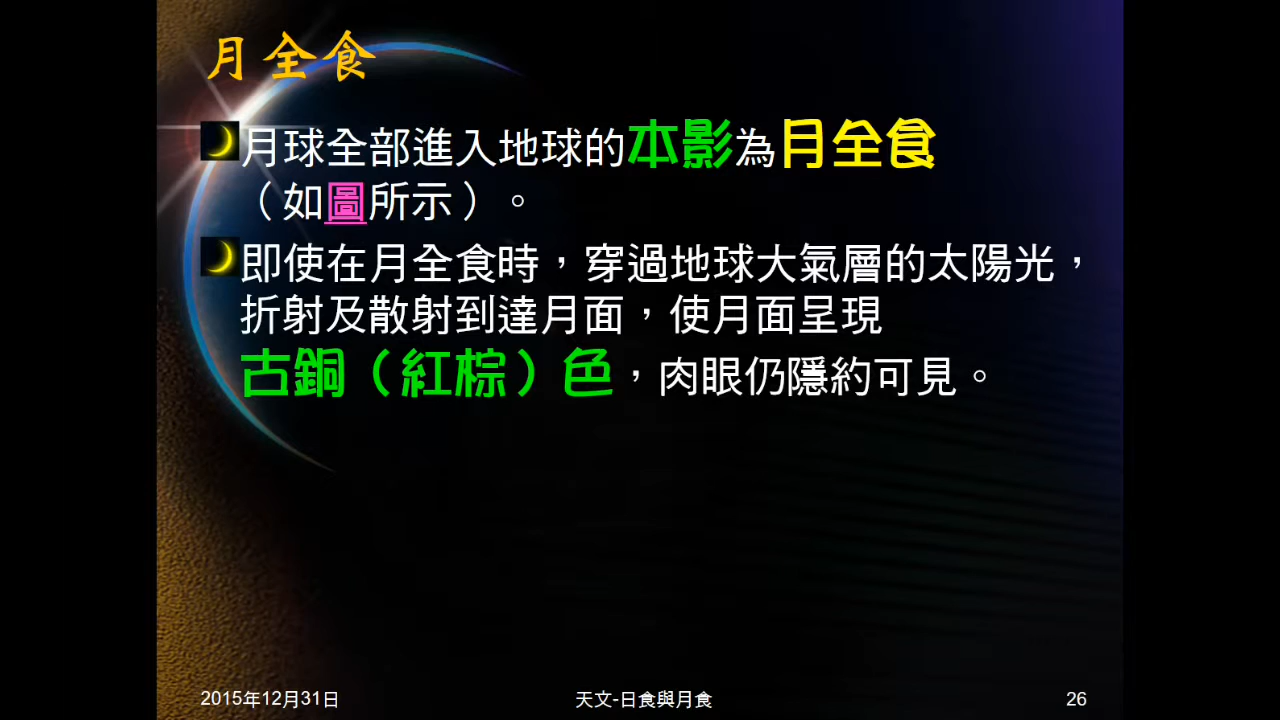 月全食
月球全部進入地球的本影為月全食
（如圖所示）。
即使在月全食時，穿過地球大氣層的太陽光，
折射及散射到達月面，使月面呈現
古銅（紅棕）色，肉眼仍隱約可見。
2015年12月31日
天文-日食與月食
26